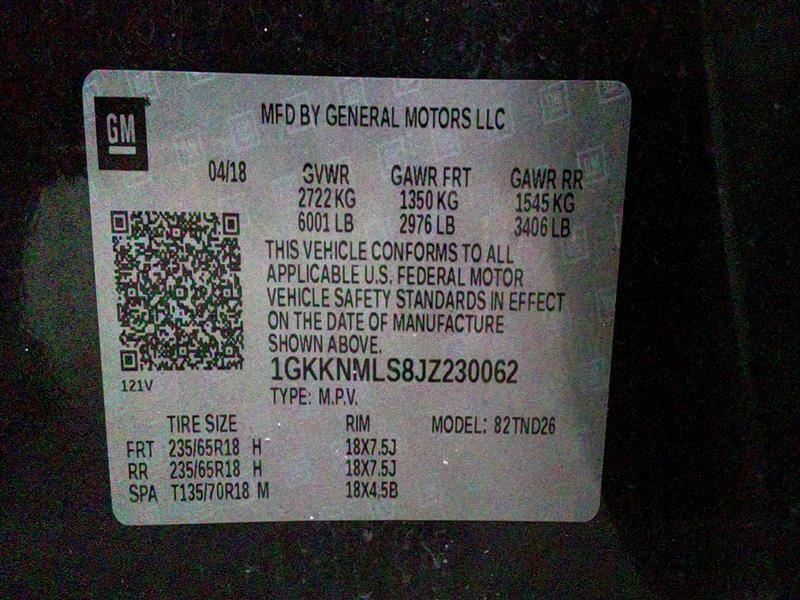 GM
MFD BY GENERAL MOTORS LLC
04/18 GVWR GAWR FRT GAWR RR
2722 KG 1350 KG 1545 KG
6001 LB 2976 LB 3406 LB
THIS VEHICLE CONFORMS TO ALL
APPLICABLE U.S. FEDERAL MOTOR
VEHICLE SAFETY STANDARDS IN EFFECT
ON THE DATE OF MANUFACTURE
SHOWN ABOVE.
1GKKNMLS8JZ230062
121V
TYPE: M.P.V.
TIRE SIZE RIM MODEL: 82TND26
FRT 235/65R18 H 18X7.5J
RR 235/65R18 H 18X7.5J
SPA T135/70R18 M 18X4.5B